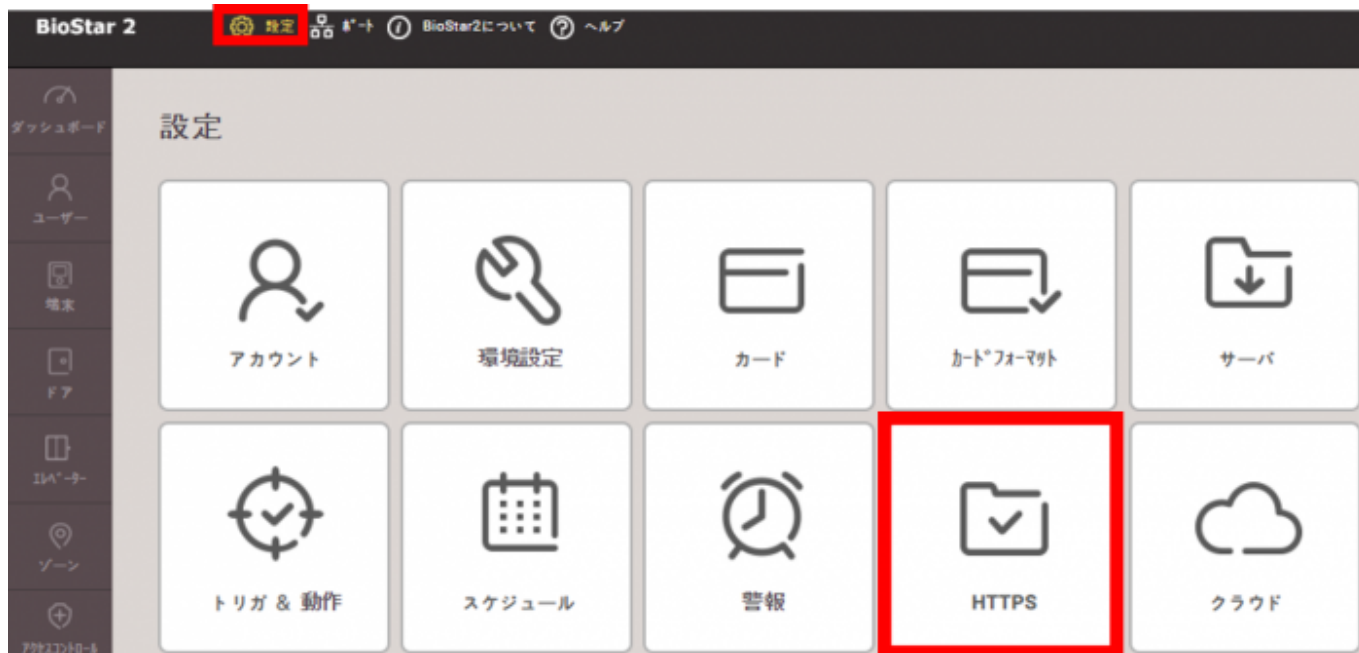 BioStar 2
設定 ﾎﾟｰﾄ BioStar2について ヘルプ
ダッシュボード
設定
ユーザー
端末
アカウント
環境設定
カード
ｶｰﾄﾞﾌｫｰﾏｯﾄ
サーバ
ドア
ｴﾚﾍﾞｰﾀｰ
ゾーン
トリガ & 動作
スケジュール
警報
HTTPS
クラウド
ｱｸｾｽｺﾝﾄﾛｰﾙ